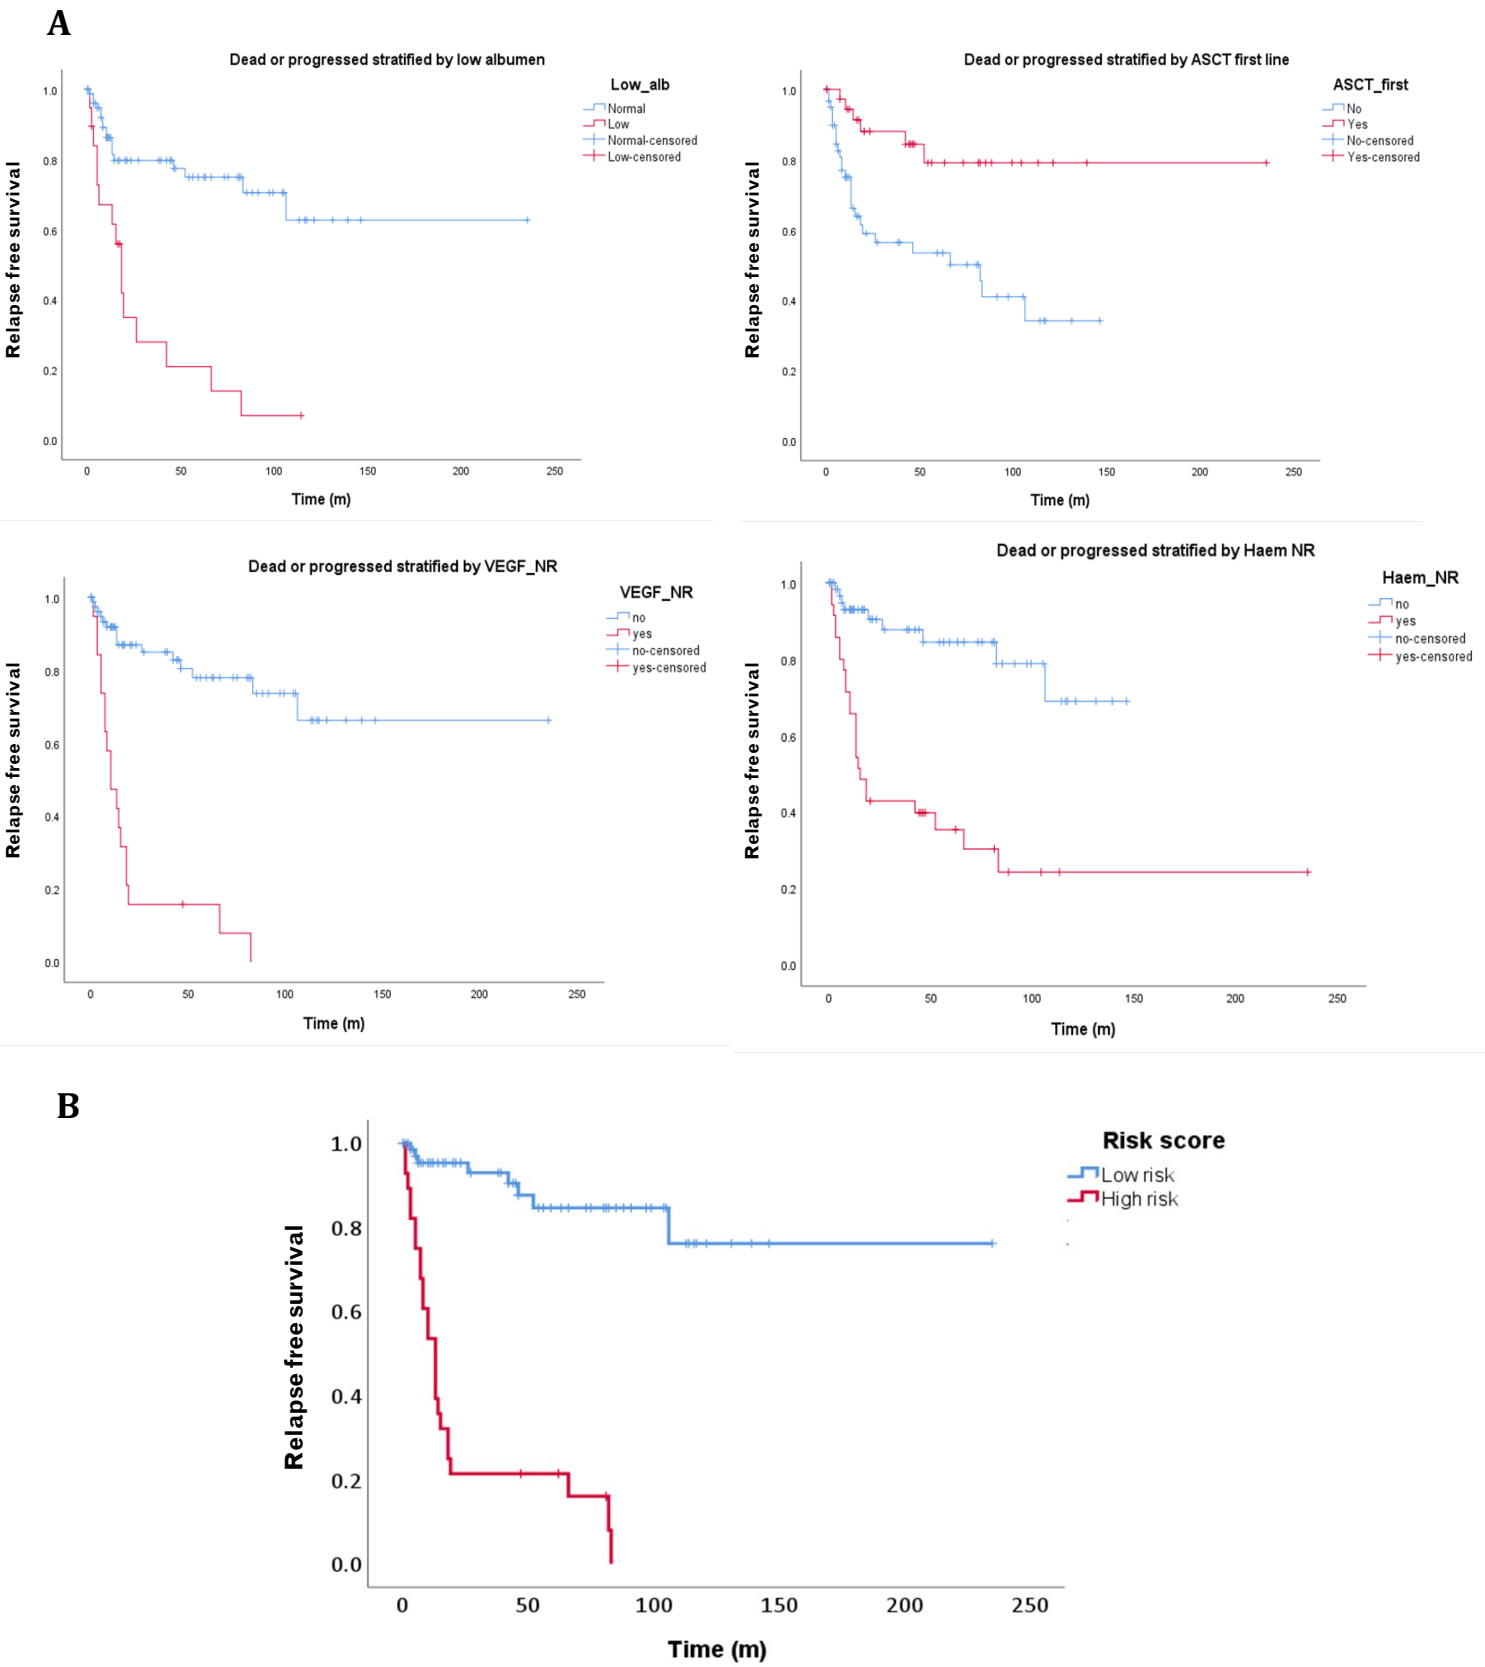 A
Dead or progressed stratified by low albumen
Low_alb
Normal
Low
Normal-censored
Low-censored
Relapse free survival
1.0
0.8
0.6
0.4
0.2
0.0
0 50 100 150 200 250
Time (m)
Dead or progressed stratified by ASCT first line
ASCT_first
No
Yes
No-censored
Yes-censored
Relapse free survival
1.0
0.8
0.6
0.4
0.2
0.0
0 50 100 150 200 250
Time (m)
Dead or progressed stratified by VEGF_NR
VEGF_NR
no
yes
no-censored
yes-censored
Relapse free survival
1.0
0.8
0.6
0.4
0.2
0.0
0 50 100 150 200 250
Time (m)
Dead or progressed stratified by Haem NR
Haem_NR
no
yes
no-censored
yes-censored
Relapse free survival
1.0
0.8
0.6
0.4
0.2
0.0
0 50 100 150 200 250
Time (m)
B
Risk score
Low risk
High risk
Relapse free survival
1.0
0.8
0.6
0.4
0.2
0.0
0 50 100 150 200 250
Time (m)